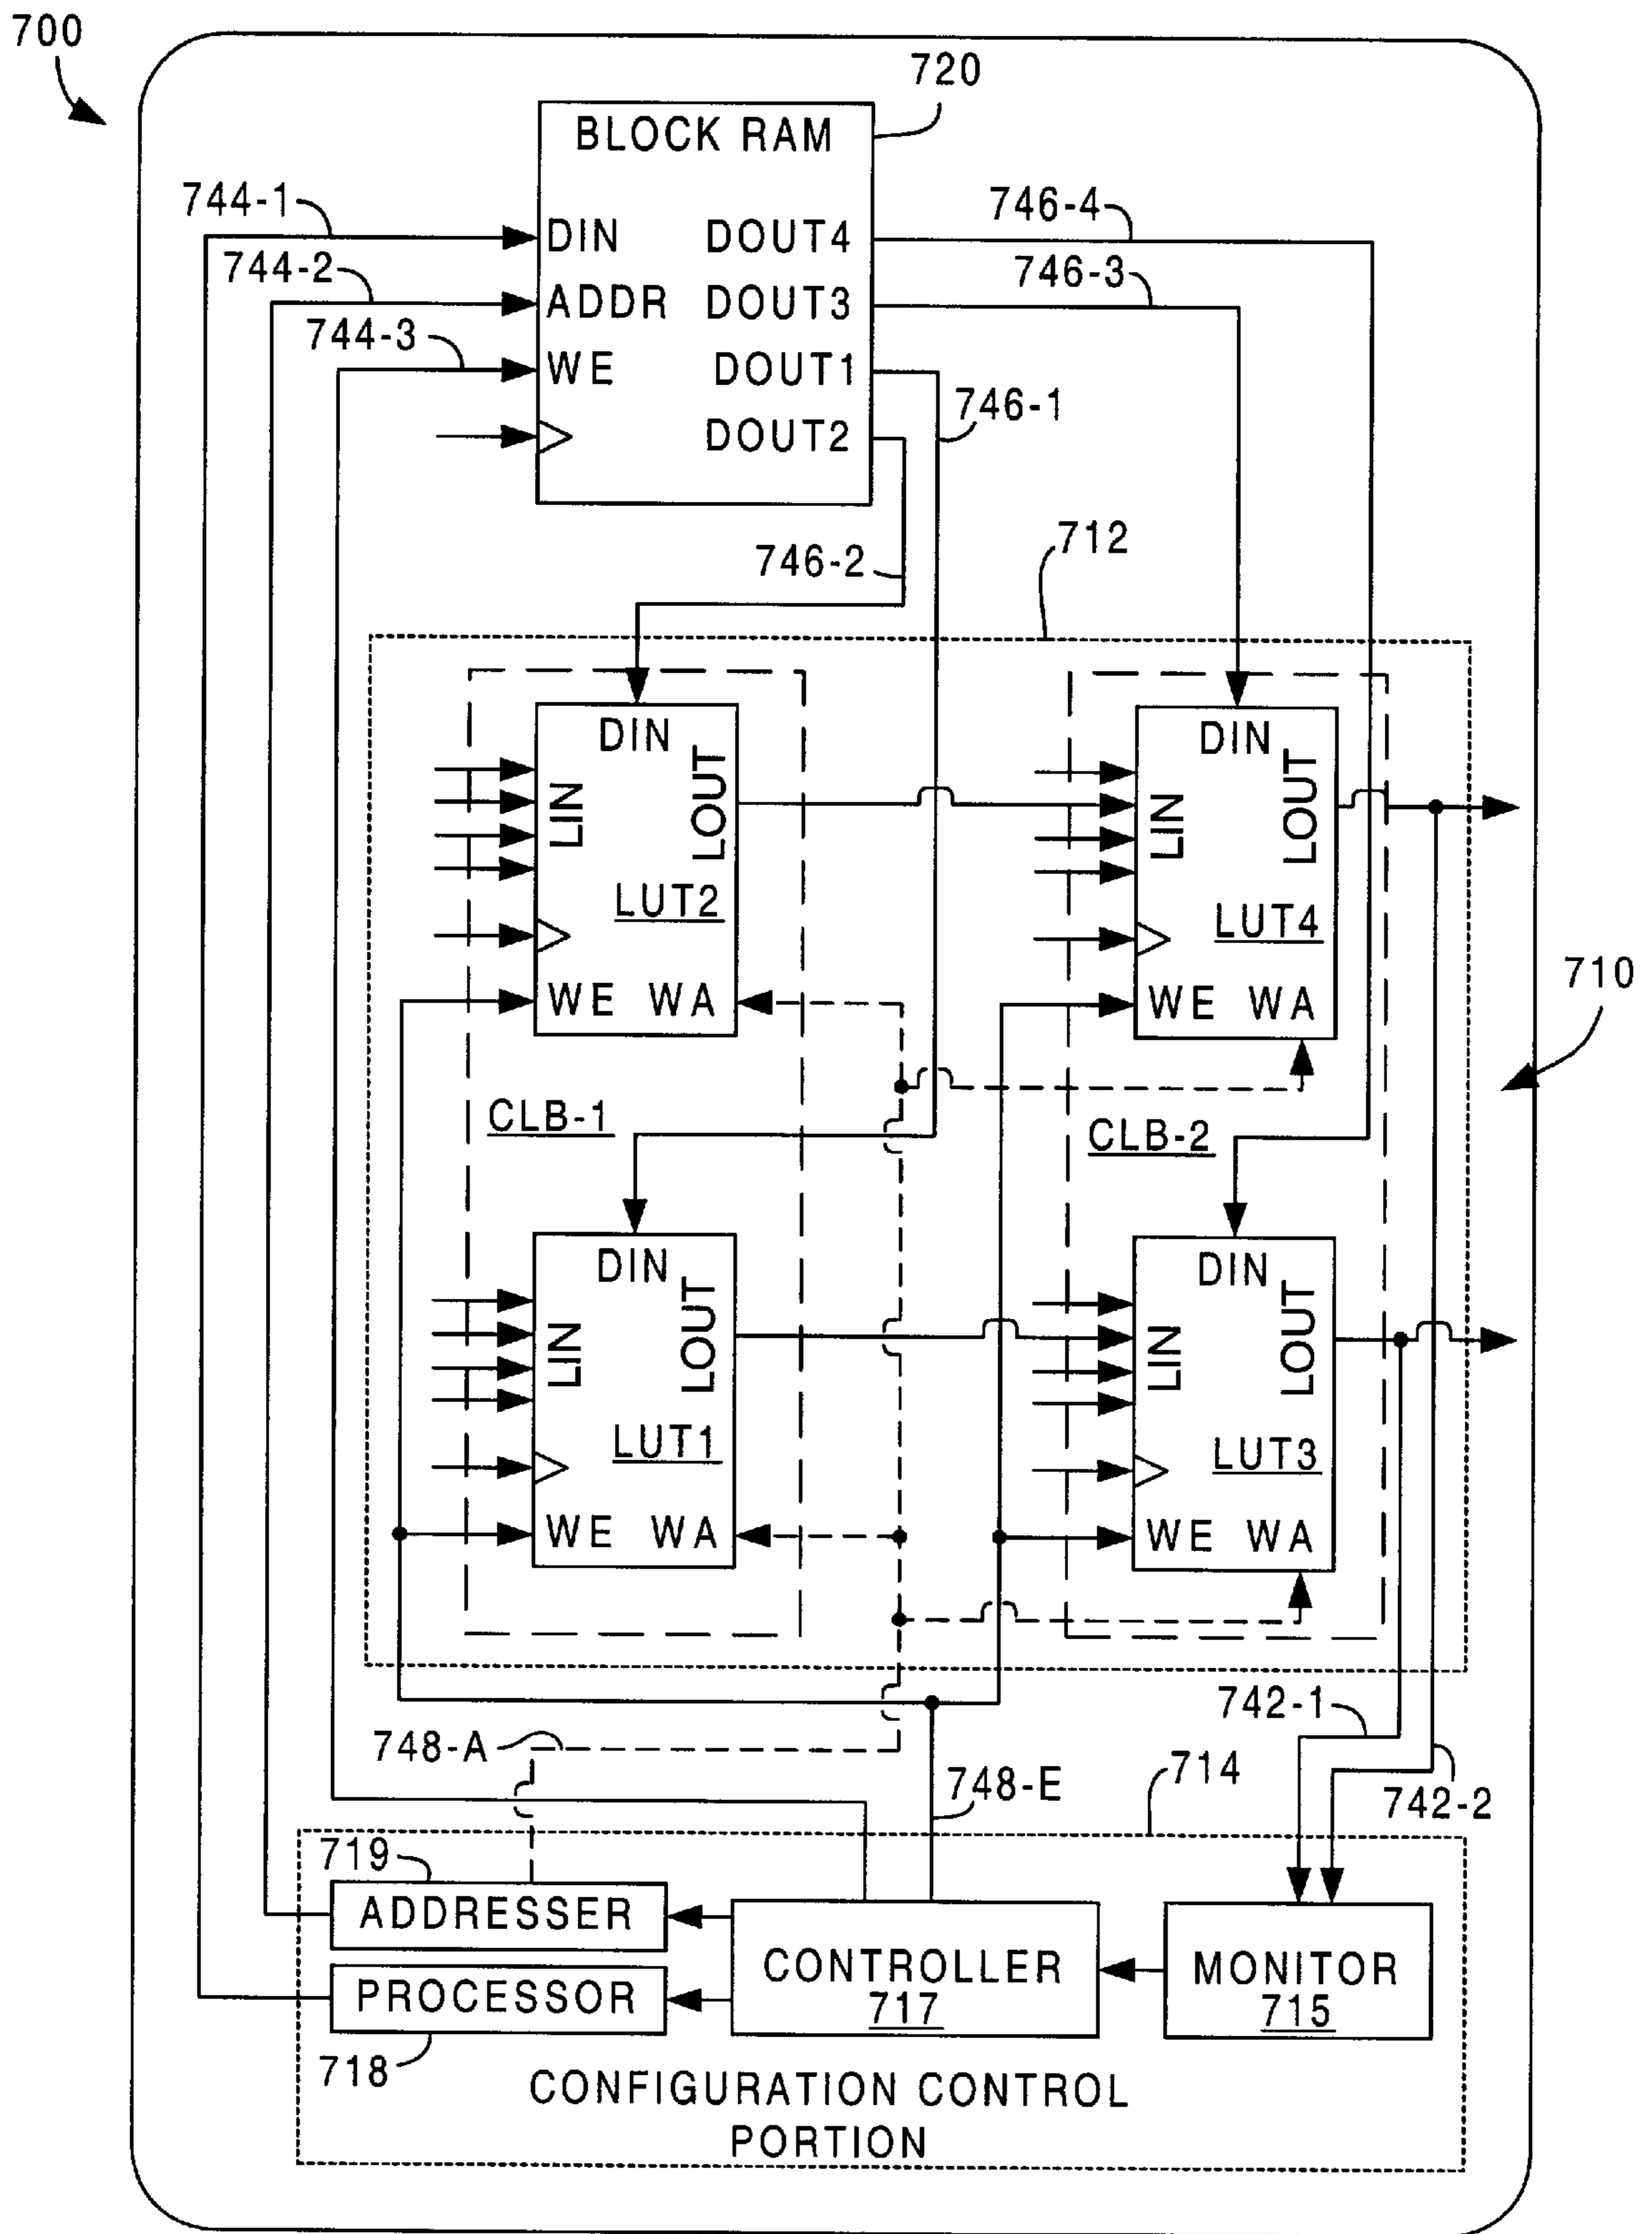 700
720
BLOCK RAM
744-1
746-4
DIN DOUT4
744-2
746-3
ADDR DOUT3
744-3
WE DOUT1
746-1
DOUT2
712
746-2
DIN
DIN
LIN
LOUT
LIN
LOUT
LUT2
LUT4
710
WE WA
WE WA
CLB-1
CLB-2
DIN
DIN
LIN
LOUT
LIN
LOUT
LUT1
LUT3
WE WA
WE WA
742-1
748-A
714
748-E
742-2
719
ADDRESSER
CONTROLLER
717
MONITOR
715
PROCESSOR
718
CONFIGURATION CONTROL
PORTION